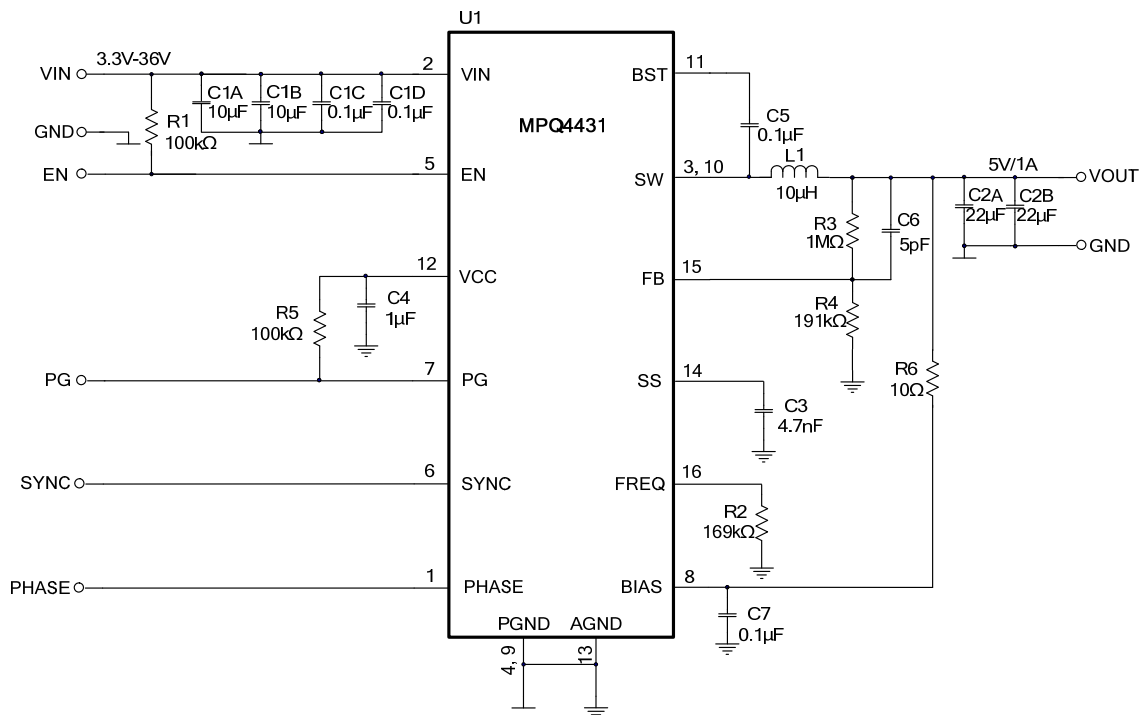 U1
3.3V-36V
VIN
2
VIN
BST
11
C1A
10µF
C1B
10µF
C1C
0.1µF
C1D
0.1µF
GND
R1
100kΩ
MPQ4431
C5
0.1µF
EN
5
EN
SW
3, 10
L1
10µH
5V/1A
VOUT
C2A
22µF
C2B
22µF
R3
1MΩ
C6
5pF
GND
12
VCC
FB
15
C4
1µF
R5
100kΩ
R4
191kΩ
PG
7
PG
SS
14
R6
10Ω
C3
4.7nF
SYNC
6
SYNC
FREQ
16
R2
169kΩ
PHASE
1
PHASE
BIAS
8
C7
0.1µF
PGND
AGND
4, 9
13